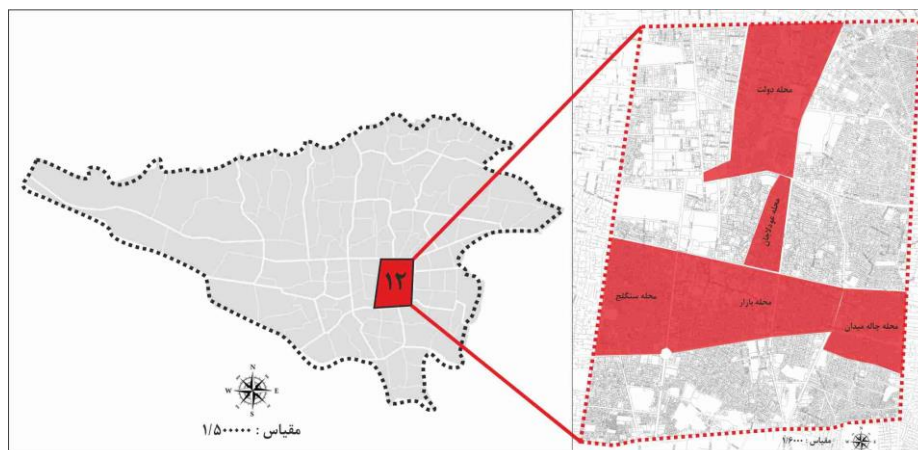 ۱۲
N
W E
S
مقیاس : ۱/۵۰۰۰۰۰
محله دولت
محله عودلاجان
محله سنگلج
محله بازار
محله چاله میدان
مقیاس : ۱/۶۰۰۰